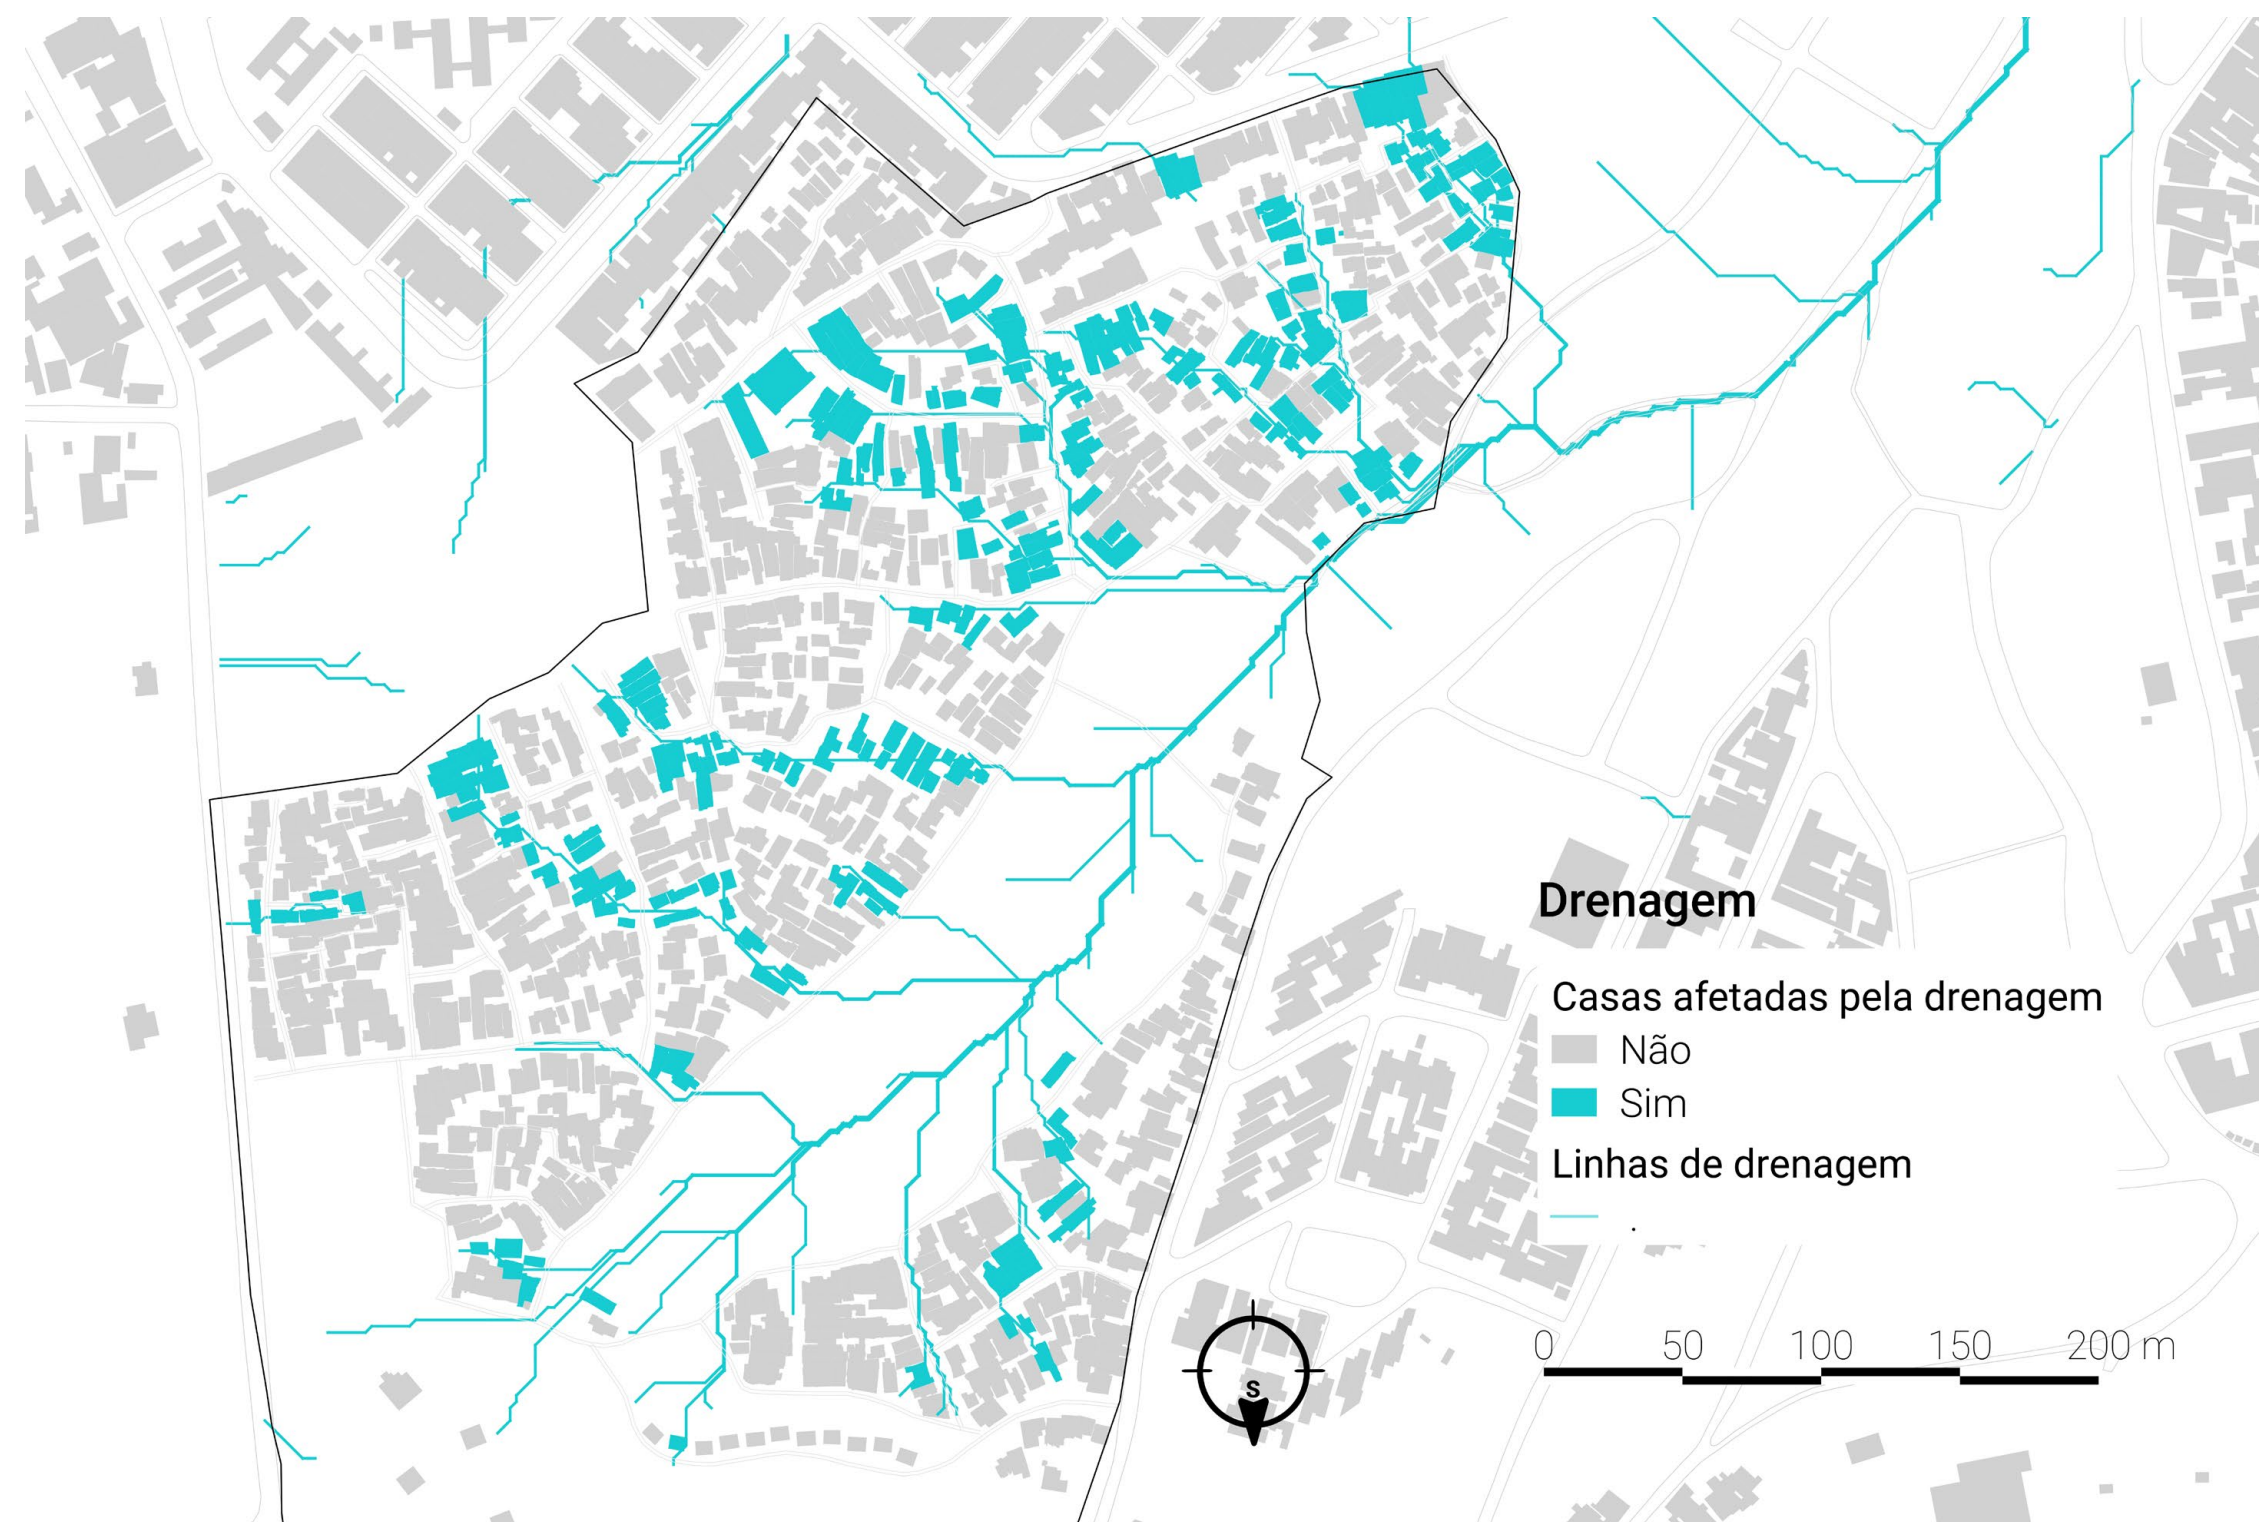 Drenagem
Casas afetadas pela drenagem
Não
Sim
Linhas de drenagem
.
0 50 100 150 200 m
S